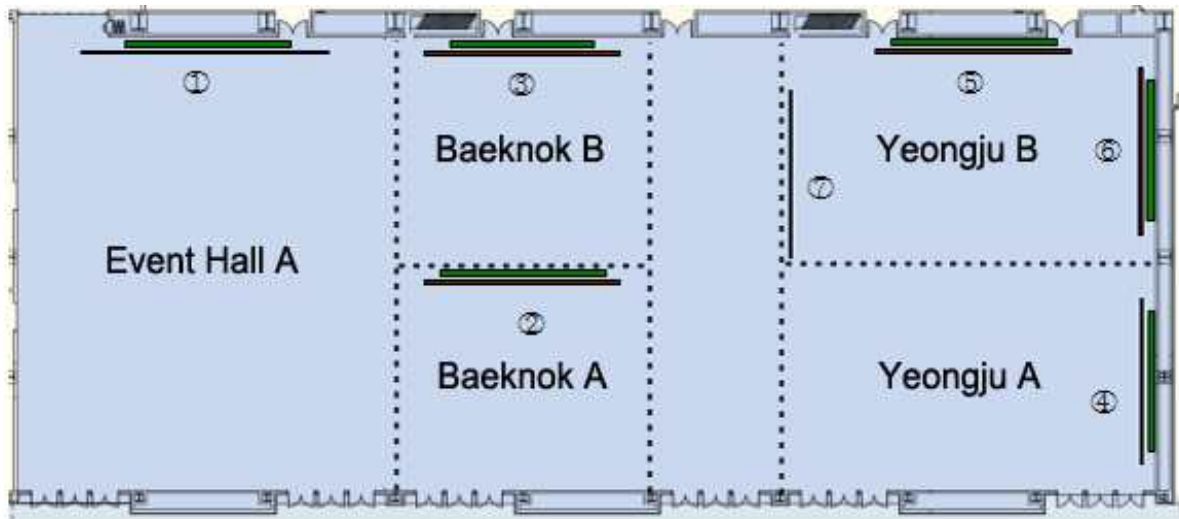 ①
③
⑤
Baeknok B
Yeongju B
⑥
⑦
Event Hall A
②
Baeknok A
Yeongju A
④